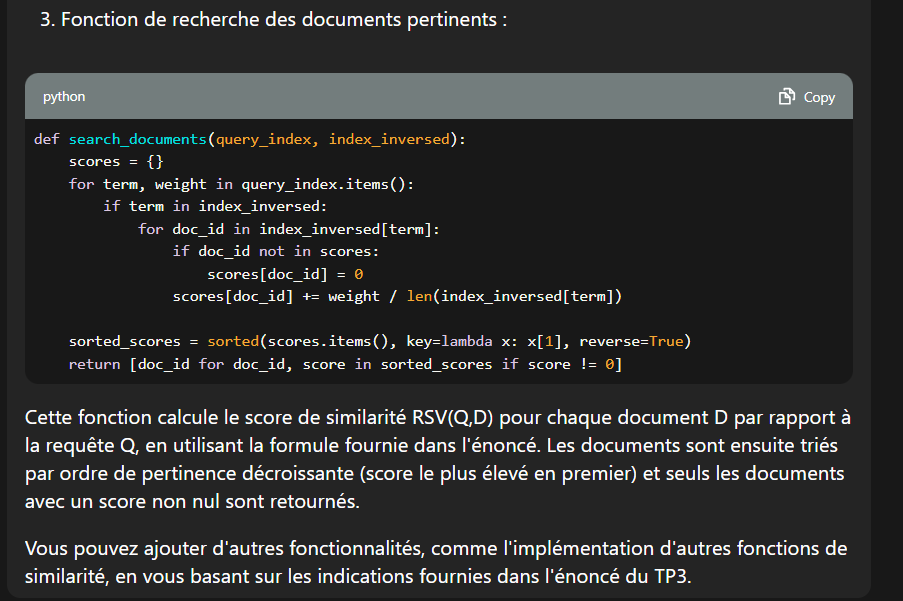 3. Fonction de recherche des documents pertinents :
python
Copy
def search_documents(query_index, index_inversed):
    scores = {}
    for term, weight in query_index.items():
        if term in index_inversed:
            for doc_id in index_inversed[term]:
                if doc_id not in scores:
                    scores[doc_id] = 0
                scores[doc_id] += weight / len(index_inversed[term])
    sorted_scores = sorted(scores.items(), key=lambda x: x[1], reverse=True)
    return [doc_id for doc_id, score in sorted_scores if score != 0]
Cette fonction calcule le score de similarité RSV(Q,D) pour chaque document D par rapport à
la requête Q, en utilisant la formule fournie dans l'énoncé. Les documents sont ensuite triés
par ordre de pertinence décroissante (score le plus élevé en premier) et seuls les documents
avec un score non nul sont retournés.
Vous pouvez ajouter d'autres fonctionnalités, comme l'implémentation d'autres fonctions de
similarité, en vous basant sur les indications fournies dans l'énoncé du TP3.